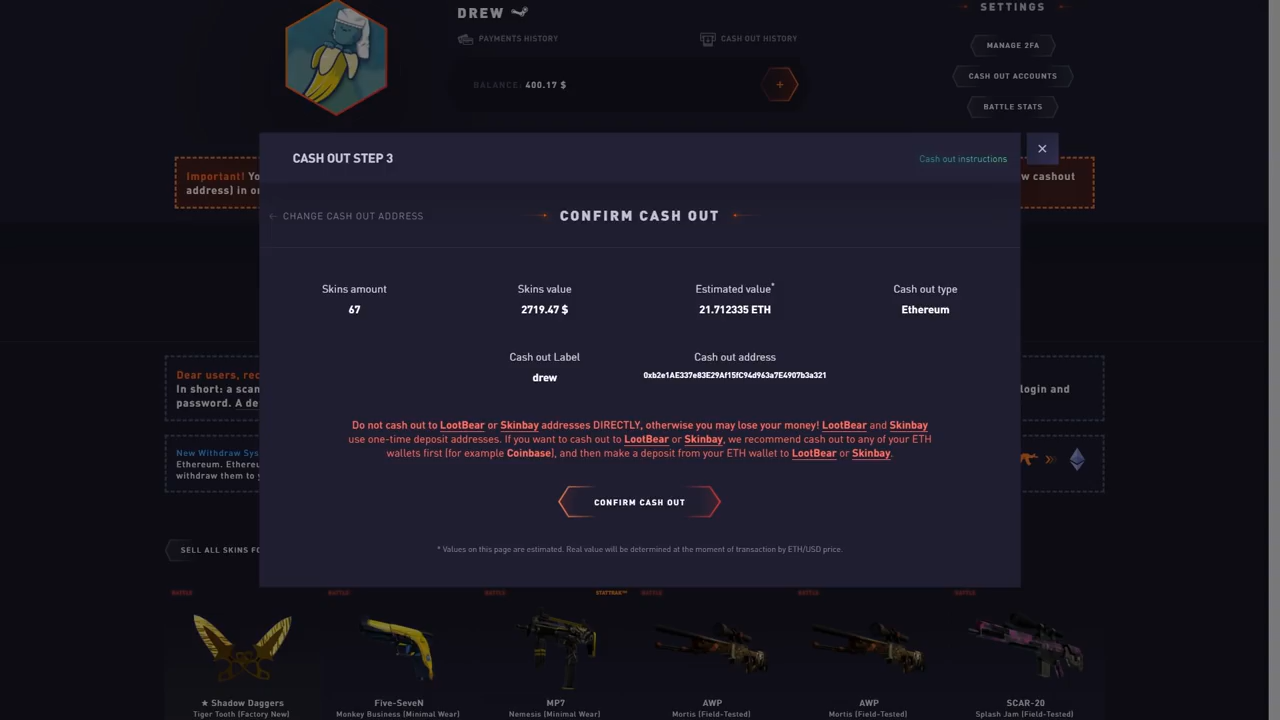 DREW
SETTINGS
PAYMENTS HISTORY
CASH OUT HISTORY
MANAGE 2FA
BALANCE: 400.17 $
+
CASH OUT ACCOUNTS
BATTLE STATS
CASH OUT STEP 3
Cash out instructions
×
Important! Yo
w cashout
address) in o
← CHANGE CASH OUT ADDRESS
CONFIRM CASH OUT
Skins amount
Skins value
Estimated value*
Cash out type
67
2719.47 $
21.712335 ETH
Ethereum
Cash out Label
Cash out address
drew
0xb2e1AE337e83E29Af15fC94d963a7E4907b3a321
Dear users, rec
In short: a scan
login and
password. A de
Do not cash out to LootBear or Skinbay addresses DIRECTLY, otherwise you may lose your money! LootBear and Skinbay
use one-time deposit addresses. If you want to cash out to LootBear or Skinbay, we recommend cash out to any of your ETH
wallets first (for example Coinbase), and then make a deposit from your ETH wallet to LootBear or Skinbay.
New Withdraw Sys
Ethereum. Ethereu
withdraw them to y
CONFIRM CASH OUT
* Values on this page are estimated. Real value will be determined at the moment of transaction by ETH/USD price.
SELL ALL SKINS FO
BATTLE
BATTLE
BATTLE
STATTRAK™
BATTLE
BATTLE
BATTLE
★ Shadow Daggers
Tiger Tooth (Factory New)
Five-SeveN
Monkey Business (Minimal Wear)
MP7
Nemesis (Minimal Wear)
AWP
Mortis (Field-Tested)
AWP
Mortis (Field-Tested)
SCAR-20
Splash Jam (Field-Tested)